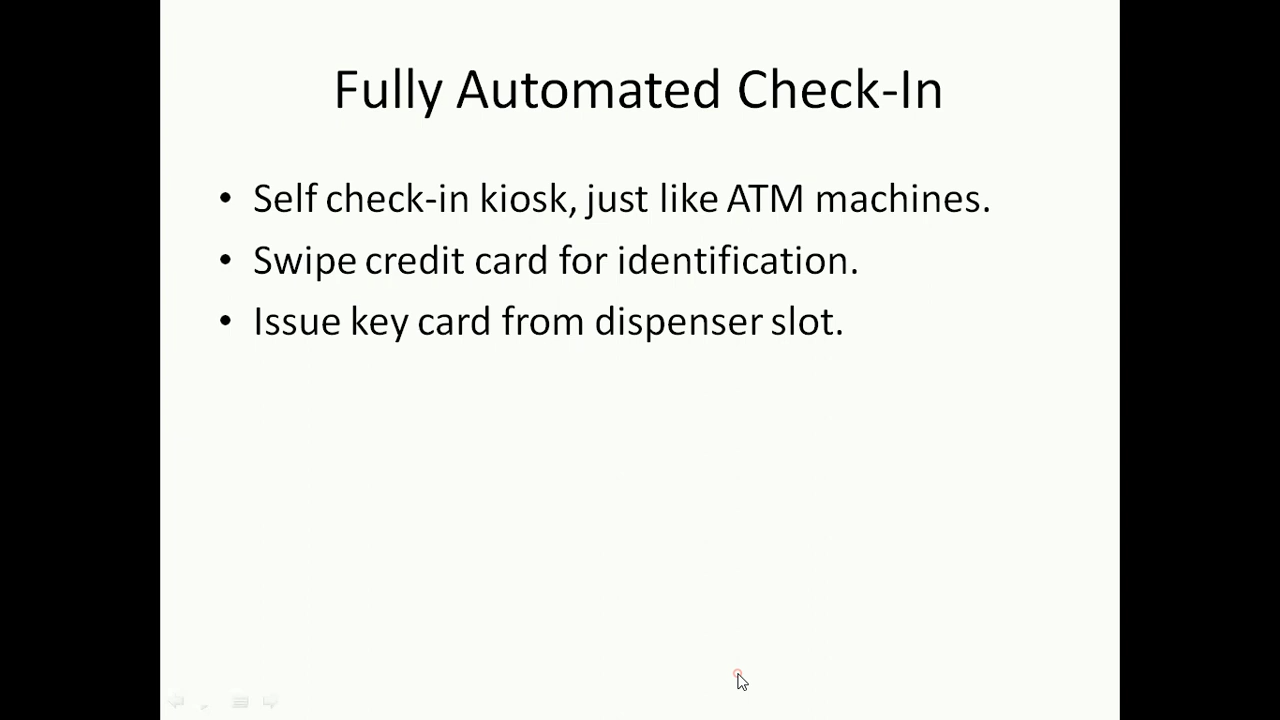 Fully Automated Check-In
• Self check-in kiosk, just like ATM machines.
• Swipe credit card for identification.
• Issue key card from dispenser slot.